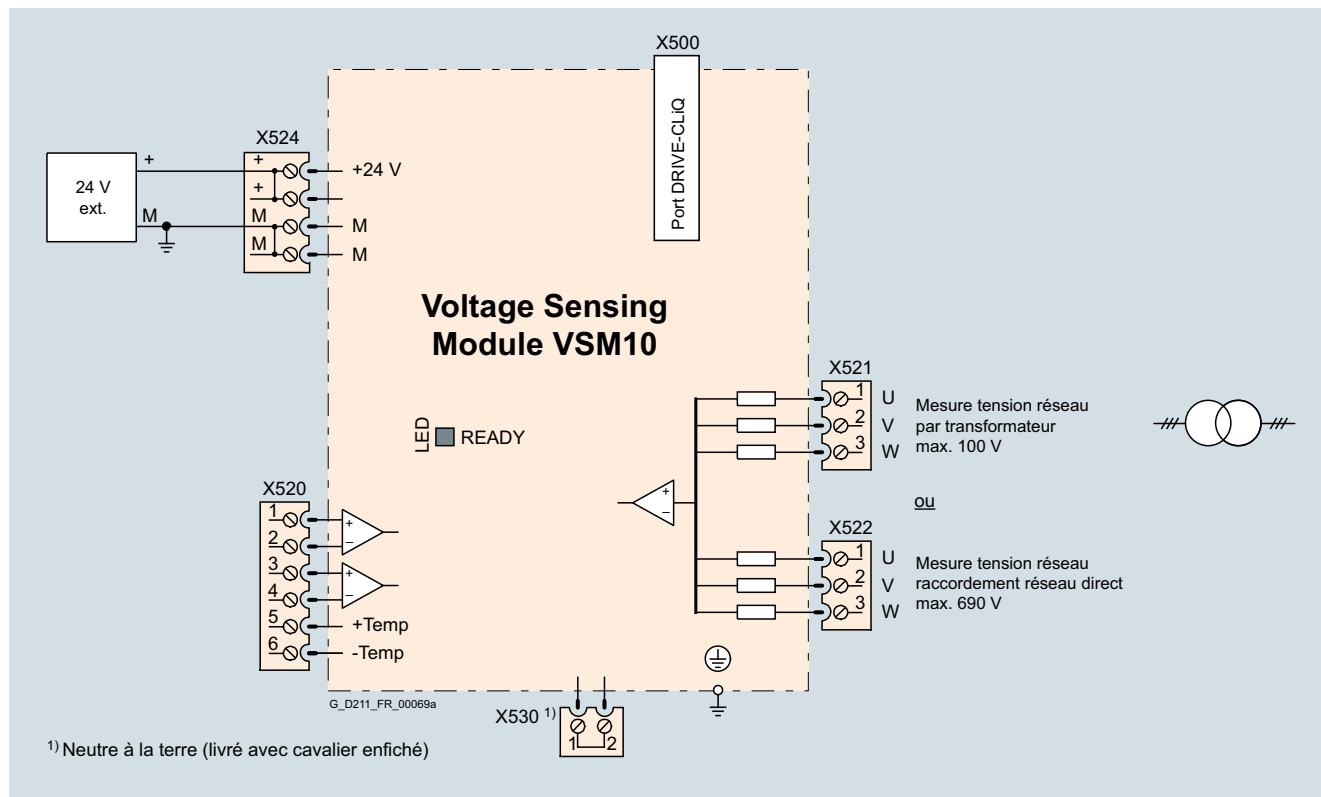 X500
Port DRIVE-CLiQ
X524
24 V
ext.
+
M
+
+
M
M
+24 V
M
M
Voltage Sensing
Module VSM10
LED
READY
X520
1
2
3
4
5
6
+
–
+
–
+Temp
-Temp
+
–
X521
1
2
3
U
V
W
Mesure tension réseau
par transformateur
max. 100 V
ou
X522
1
2
3
U
V
W
Mesure tension réseau
raccordement réseau direct
max. 690 V
G_D211_FR_00069a
X530 1)
1
2
1) Neutre à la terre (livré avec cavalier enfiché)